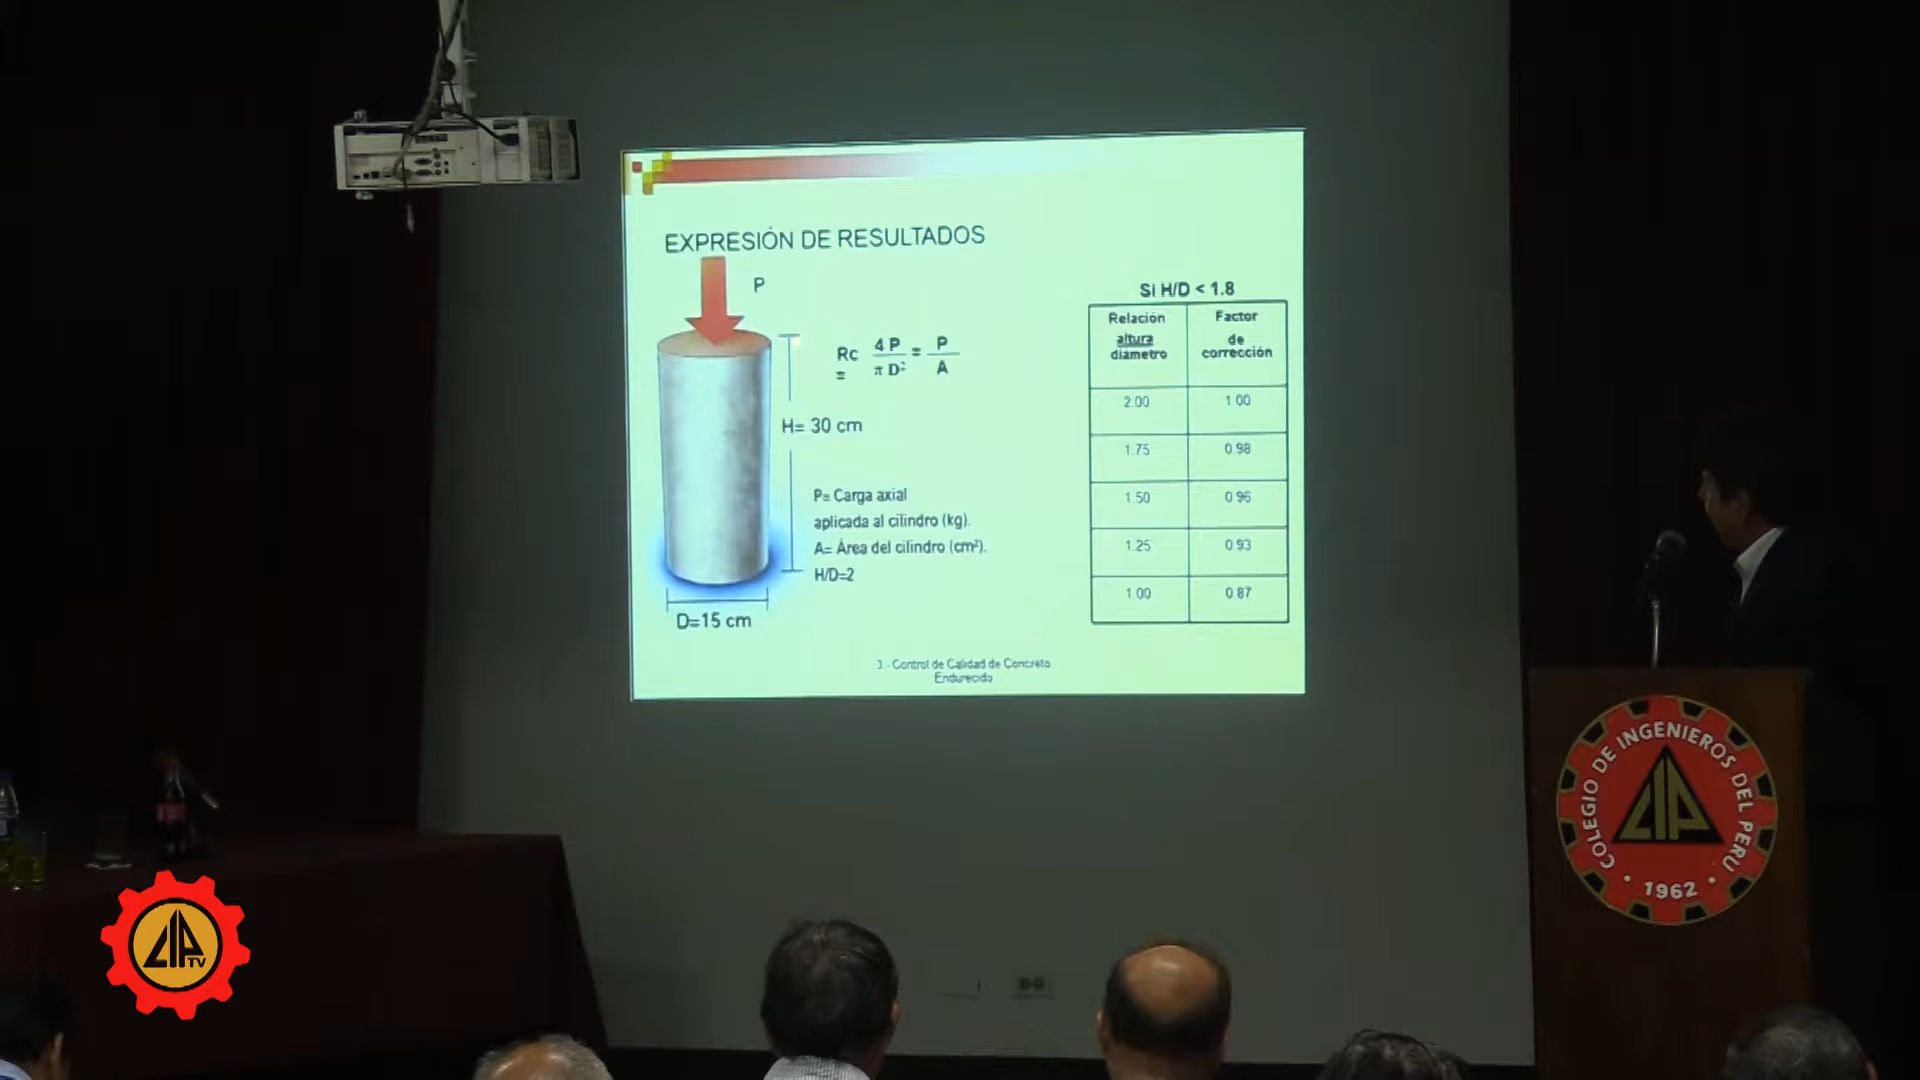 EXPRESIÓN DE RESULTADOS
P
Rc = 4 P / π D² = P / A
H= 30 cm
P= Carga axial
aplicada al cilindro (kg).
A= Área del cilindro (cm²).
H/D=2
D=15 cm
Si H/D < 1.8
Relación altura diámetro | Factor de corrección
2.00 | 1.00
1.75 | 0.98
1.50 | 0.96
1.25 | 0.93
1.00 | 0.87
3.- Control de Calidad de Concreto
Endurecido
COLEGIO DE INGENIEROS DEL PERU
CIP
• 1962 •
CIP TV